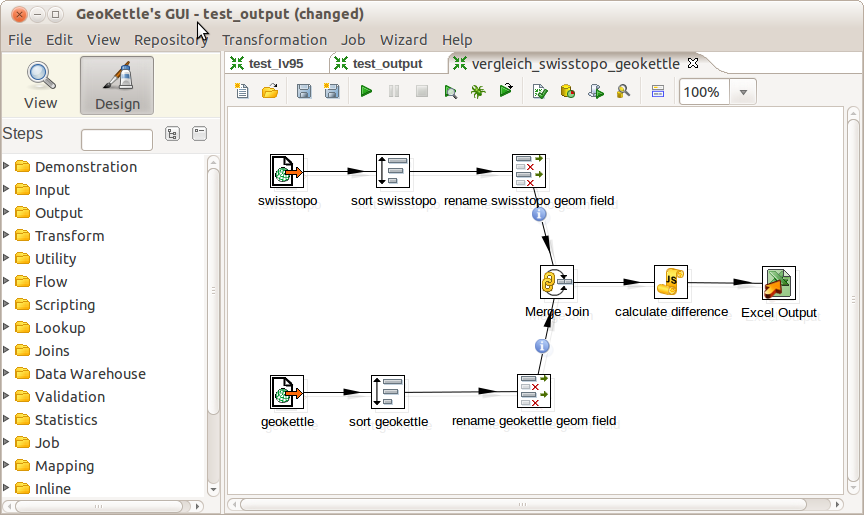 GeoKettle's GUI - test_output (changed)
File Edit View Repository Transformation Job Wizard Help
View
Design
test_lv95
test_output
vergleich_swisstopo_geokettle
100%
Steps
Demonstration
Input
Output
Transform
Utility
Flow
Scripting
Lookup
Joins
Data Warehouse
Validation
Statistics
Job
Mapping
Inline
swisstopo
sort swisstopo
rename swisstopo geom field
Merge Join
JS
calculate difference
Excel Output
geokettle
sort geokettle
rename geokettle geom field